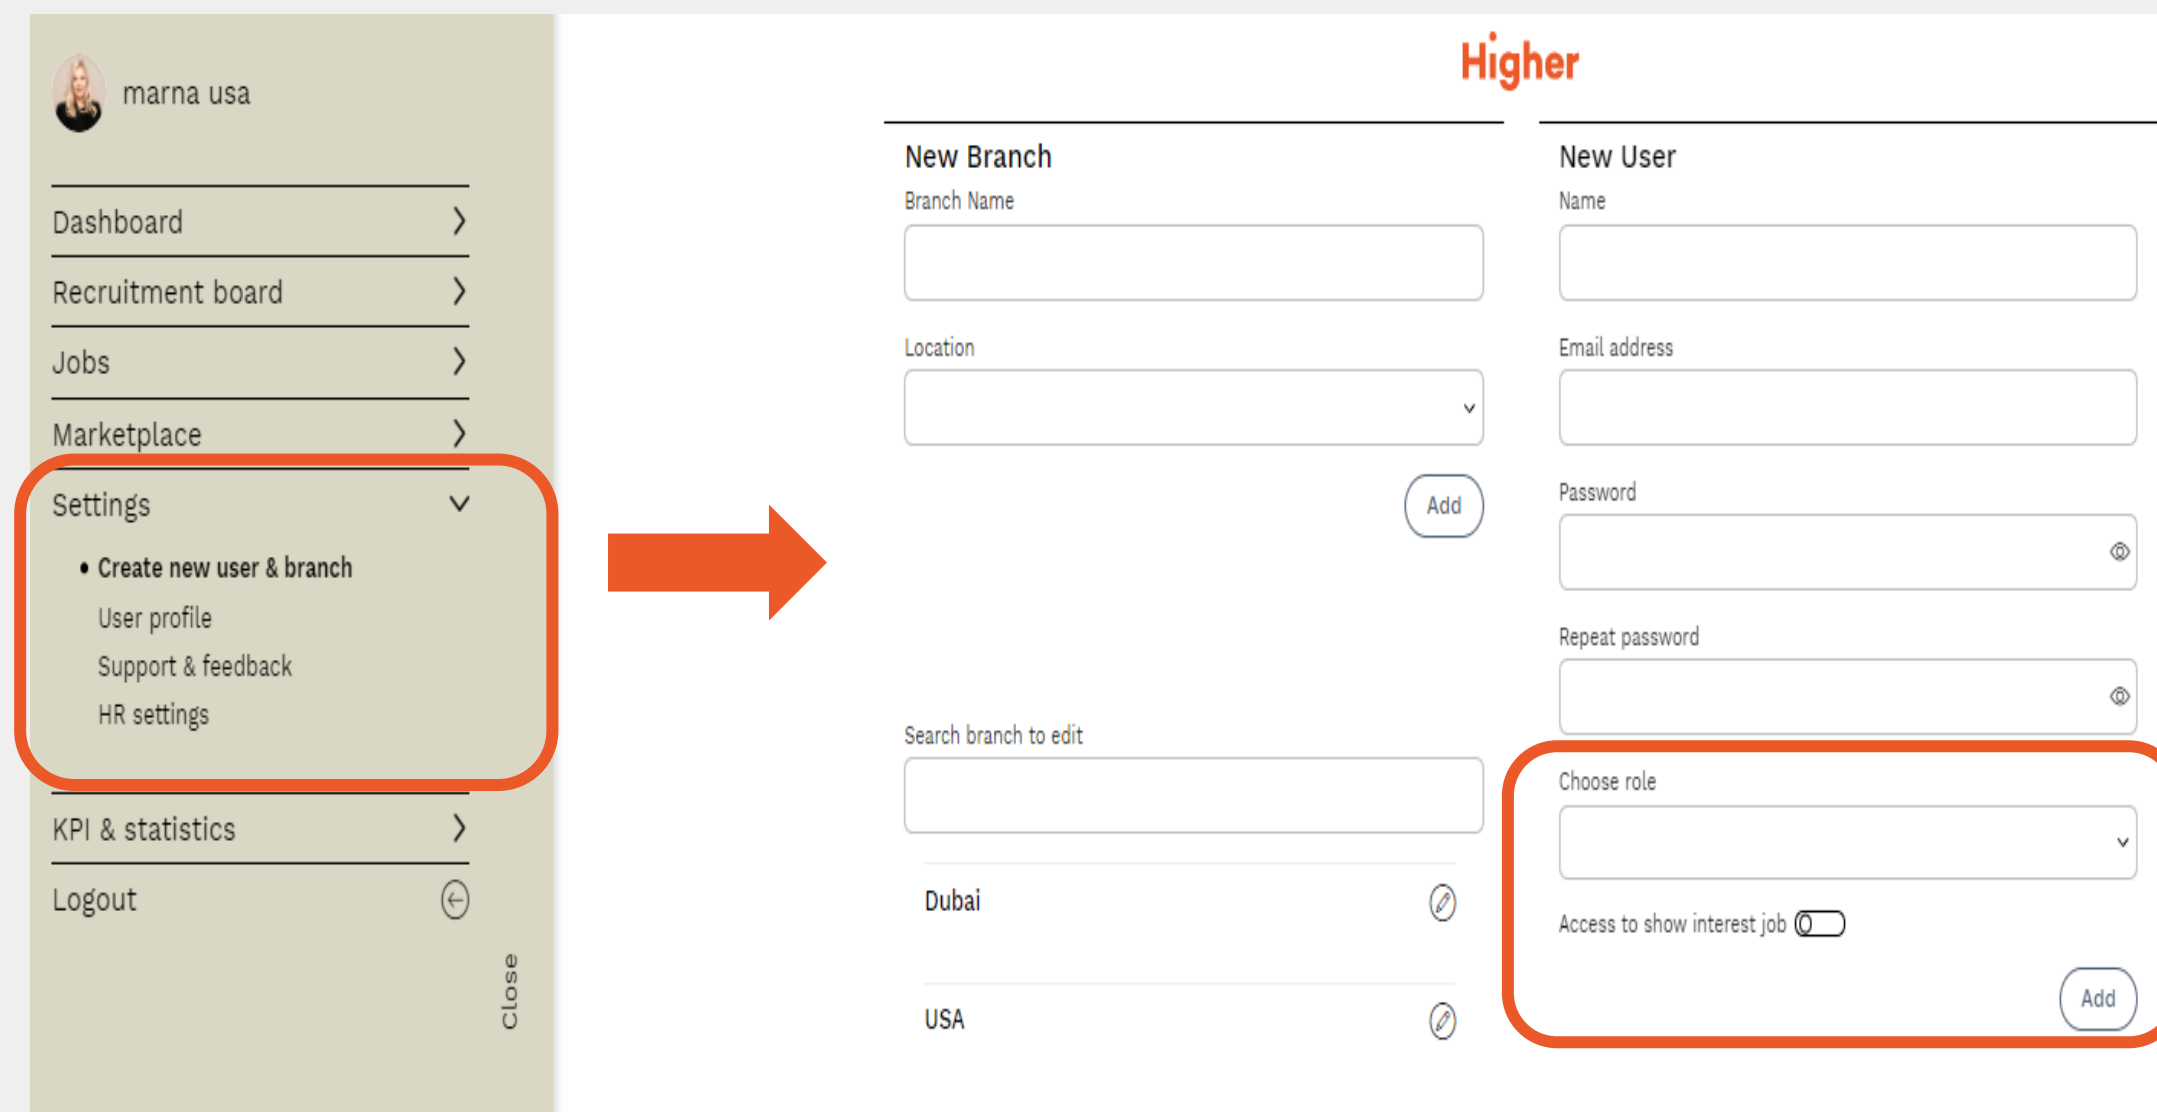 marna usa
Dashboard
Recruitment board
Jobs
Marketplace
Settings
• Create new user & branch
User profile
Support & feedback
HR settings
KPI & statistics
Logout
Close
Higher
New Branch
Branch Name
Location
Add
Search branch to edit
Dubai
USA
New User
Name
Email address
Password
Repeat password
Choose role
Access to show interest job
Add